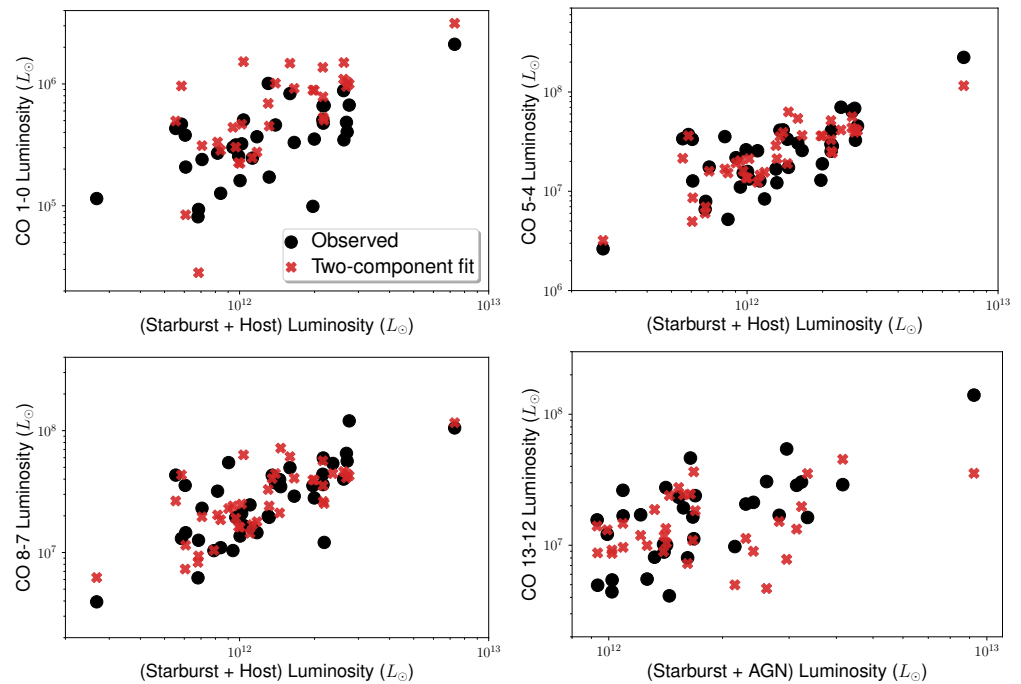 CO 1-0 Luminosity (L⊙)
10^6
10^5
Observed
Two-component fit
10^12
10^13
(Starburst + Host) Luminosity (L⊙)
CO 5-4 Luminosity (L⊙)
10^8
10^7
10^6
10^12
10^13
(Starburst + Host) Luminosity (L⊙)
CO 8-7 Luminosity (L⊙)
10^8
10^7
10^12
10^13
(Starburst + Host) Luminosity (L⊙)
CO 13-12 Luminosity (L⊙)
10^8
10^7
10^12
10^13
(Starburst + AGN) Luminosity (L⊙)